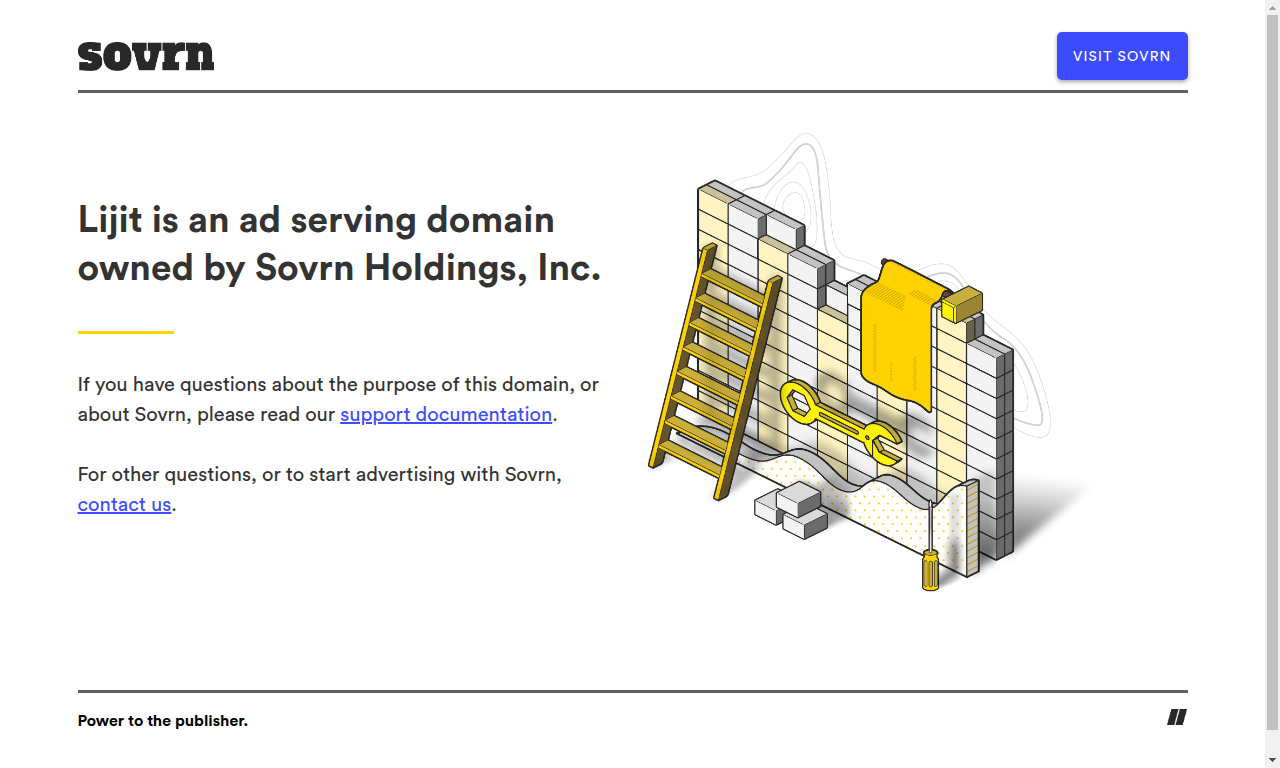 sovrn
VISIT SOVRN
Lijit is an ad serving domain
owned by Sovrn Holdings, Inc.
If you have questions about the purpose of this domain, or
about Sovrn, please read our support documentation.
For other questions, or to start advertising with Sovrn,
contact us.
Power to the publisher.